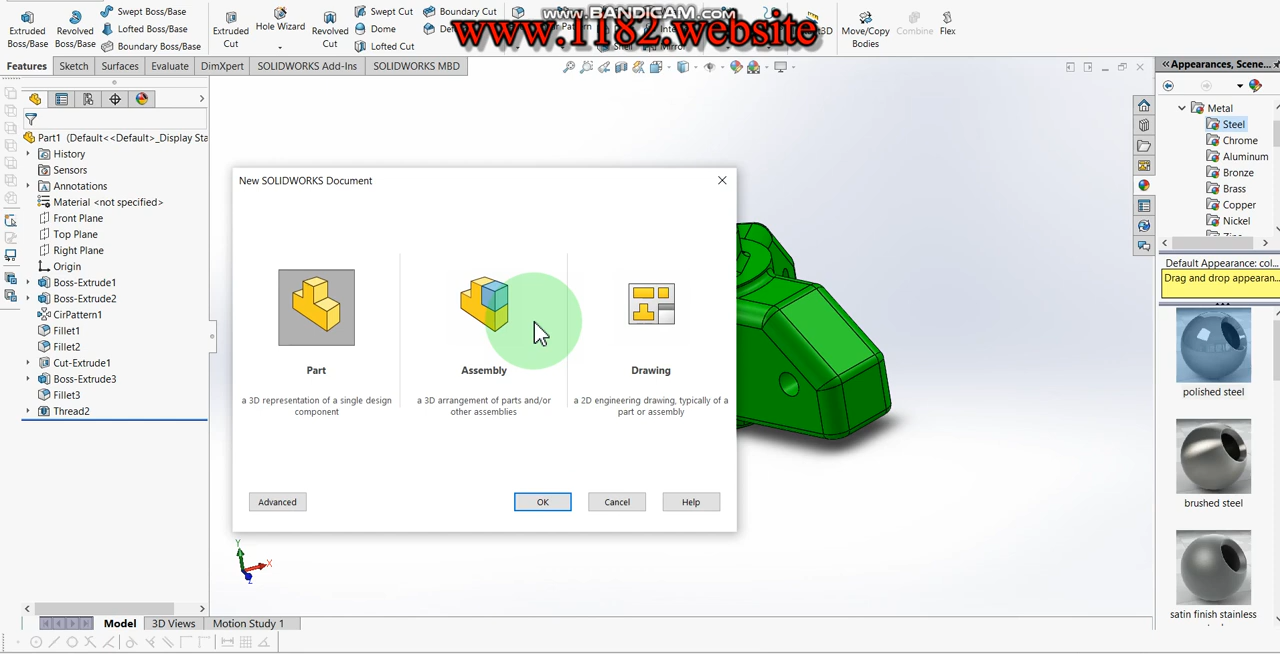 www.BANDICAM.com
www.1182.website
Extruded Boss/Base
Revolved Boss/Base
Swept Boss/Base
Lofted Boss/Base
Boundary Boss/Base
Extruded Cut
Hole Wizard
Revolved Cut
Swept Cut
Dome
Lofted Cut
Boundary Cut
Move/Copy Bodies
Combine
Flex
Features
Sketch
Surfaces
Evaluate
DimXpert
SOLIDWORKS Add-Ins
SOLIDWORKS MBD
Appearances, Scene...
Part1 (Default<<Default>_Display Sta
History
Sensors
Annotations
Material <not specified>
Front Plane
Top Plane
Right Plane
Origin
Boss-Extrude1
Boss-Extrude2
CirPattern1
Fillet1
Fillet2
Cut-Extrude1
Boss-Extrude3
Fillet3
Thread2
New SOLIDWORKS Document
Part
a 3D representation of a single design
component
Assembly
a 3D arrangement of parts and/or
other assemblies
Drawing
a 2D engineering drawing, typically of a
part or assembly
Advanced
OK
Cancel
Help
Metal
Steel
Chrome
Aluminum
Bronze
Brass
Copper
Nickel
Default Appearance: col...
Drag and drop appearan...
polished steel
brushed steel
satin finish stainless
Y
X
Z
Model
3D Views
Motion Study 1